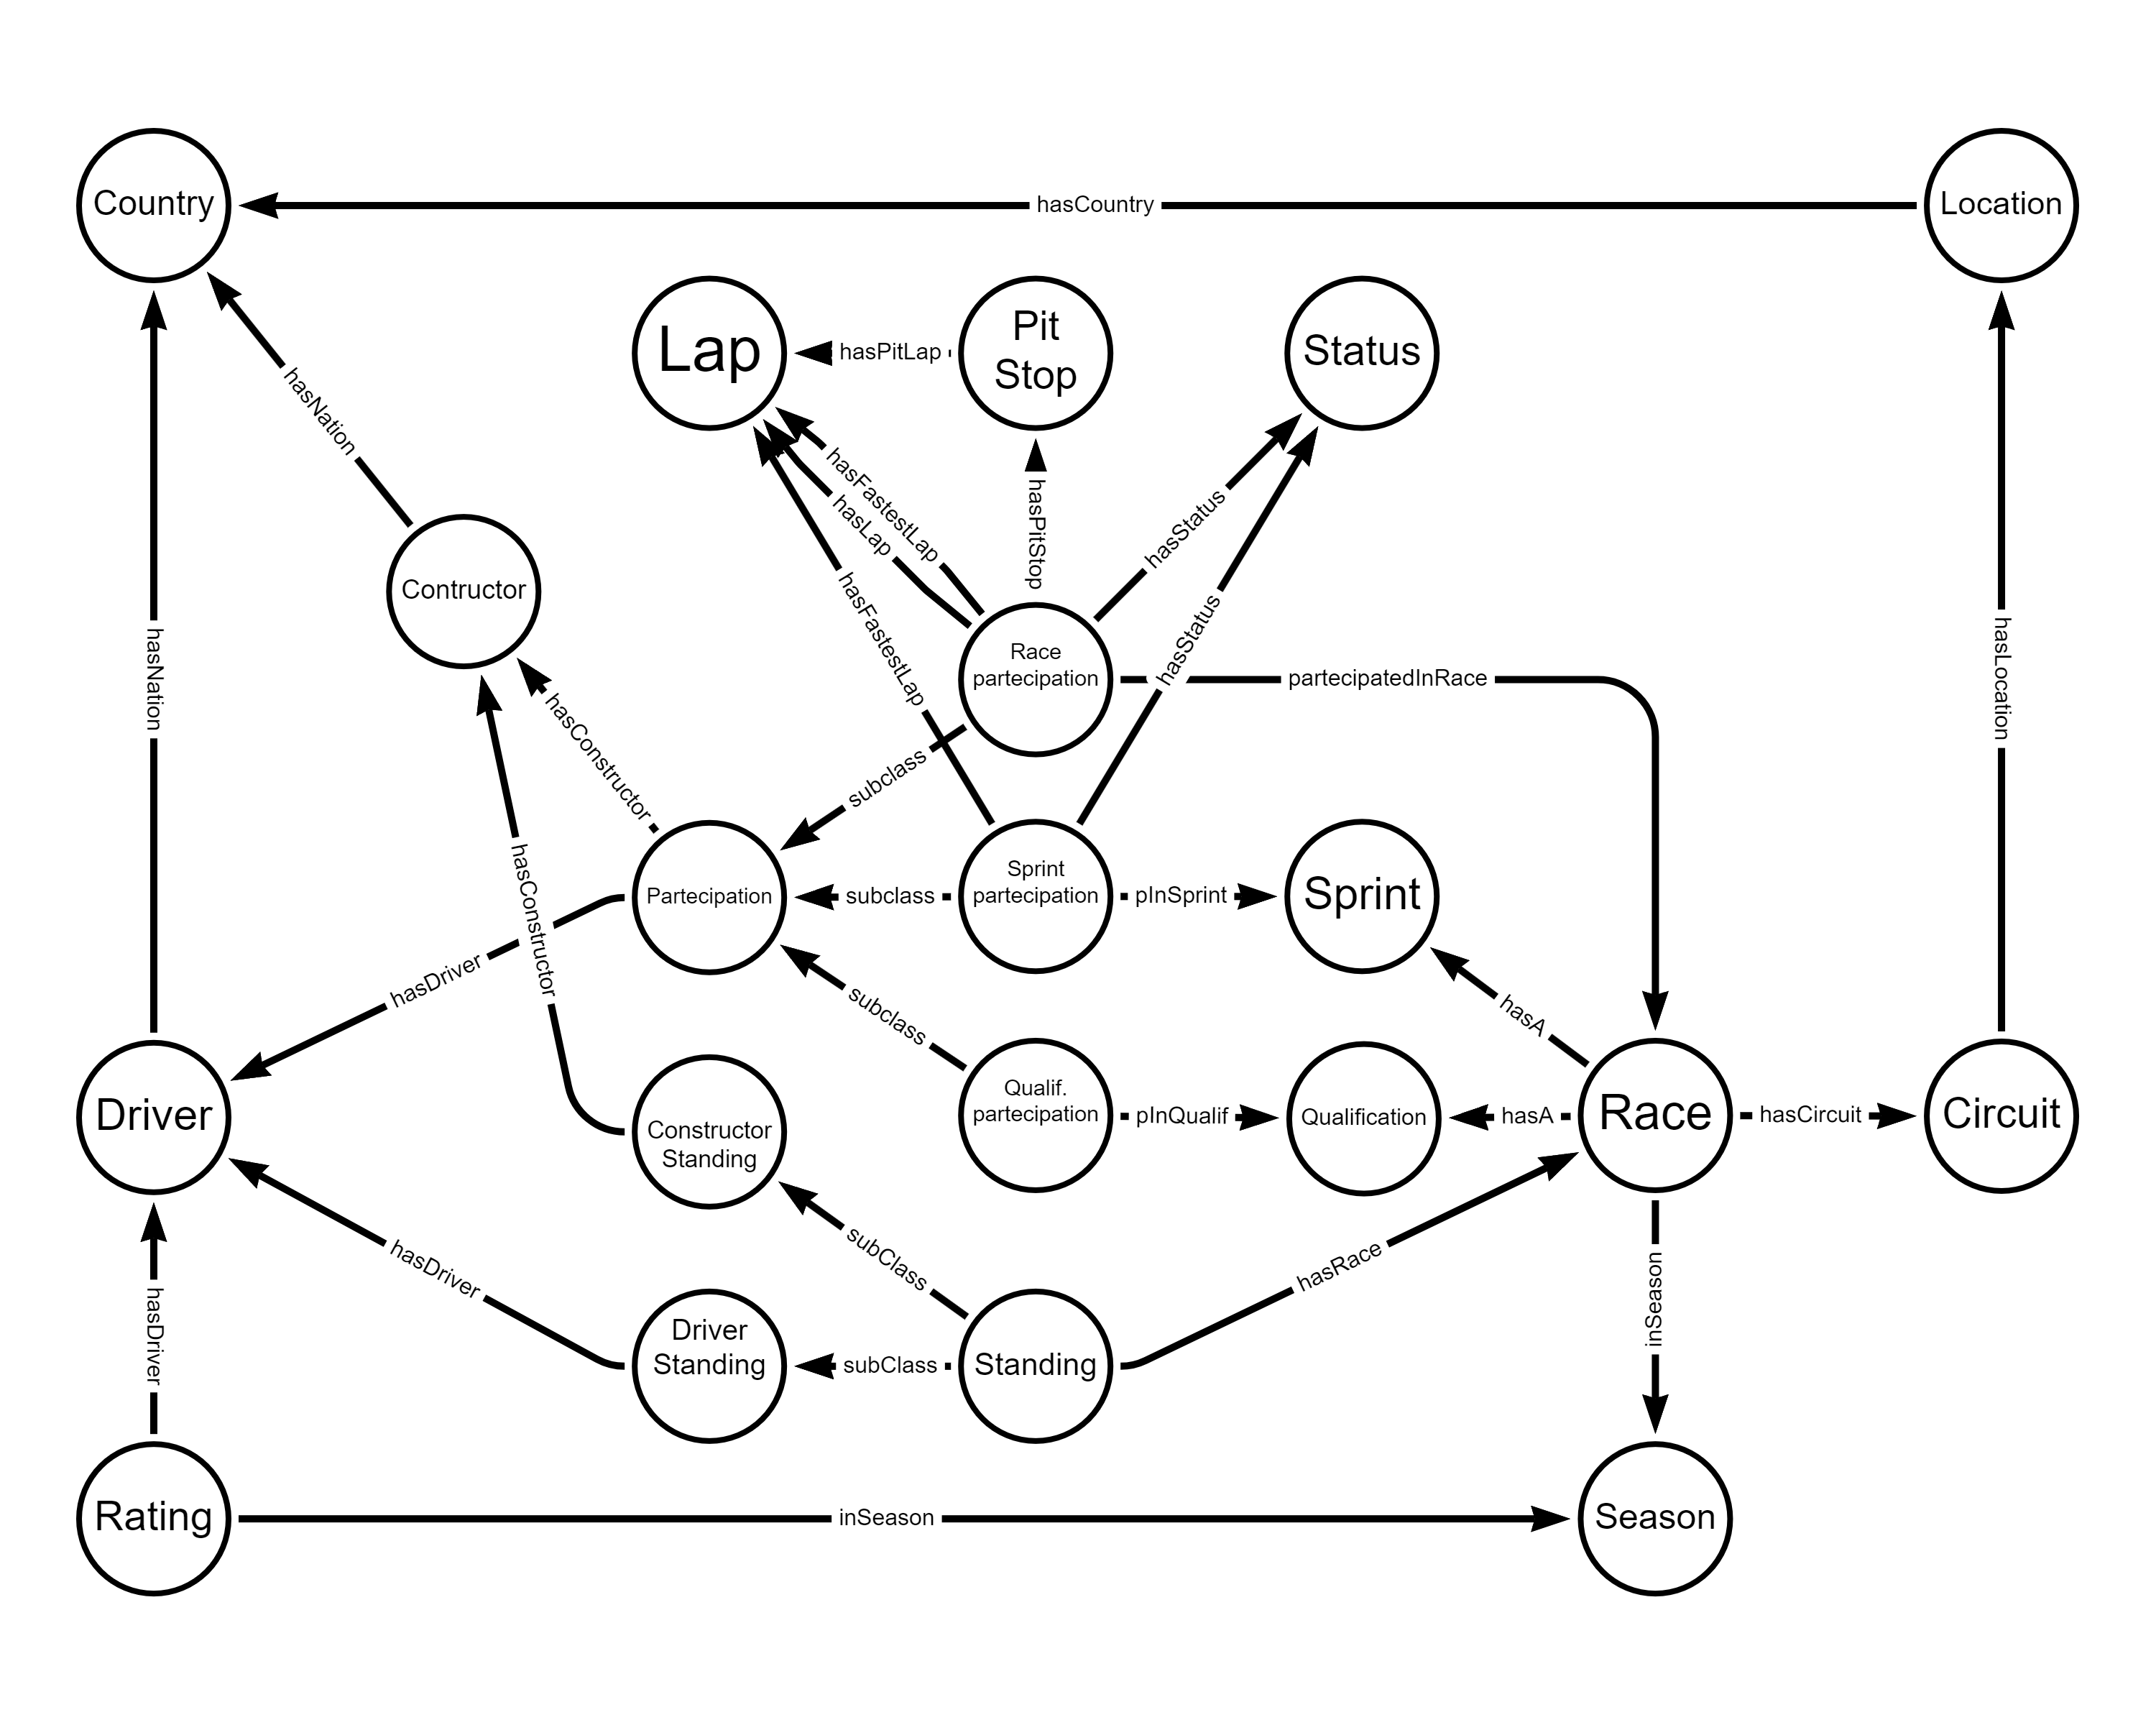 Country
hasCountry
Location
Lap
hasPitLap
Pit
Stop
Status
hasNation
hasFastestLap
hasLap
hasPitStop
hasStatus
Contructor
hasFastestLap
hasStatus
Race
partecipation
partecipatedInRace
hasNation
hasLocation
hasConstructor
subclass
hasConstructor
Partecipation
subclass
Sprint
partecipation
pInSprint
Sprint
hasDriver
subclass
hasA
Driver
Constructor
Standing
Qualif.
partecipation
pInQualif
Qualification
hasA
Race
hasCircuit
Circuit
hasDriver
subClass
hasRace
inSeason
hasDriver
Driver
Standing
subClass
Standing
Rating
inSeason
Season